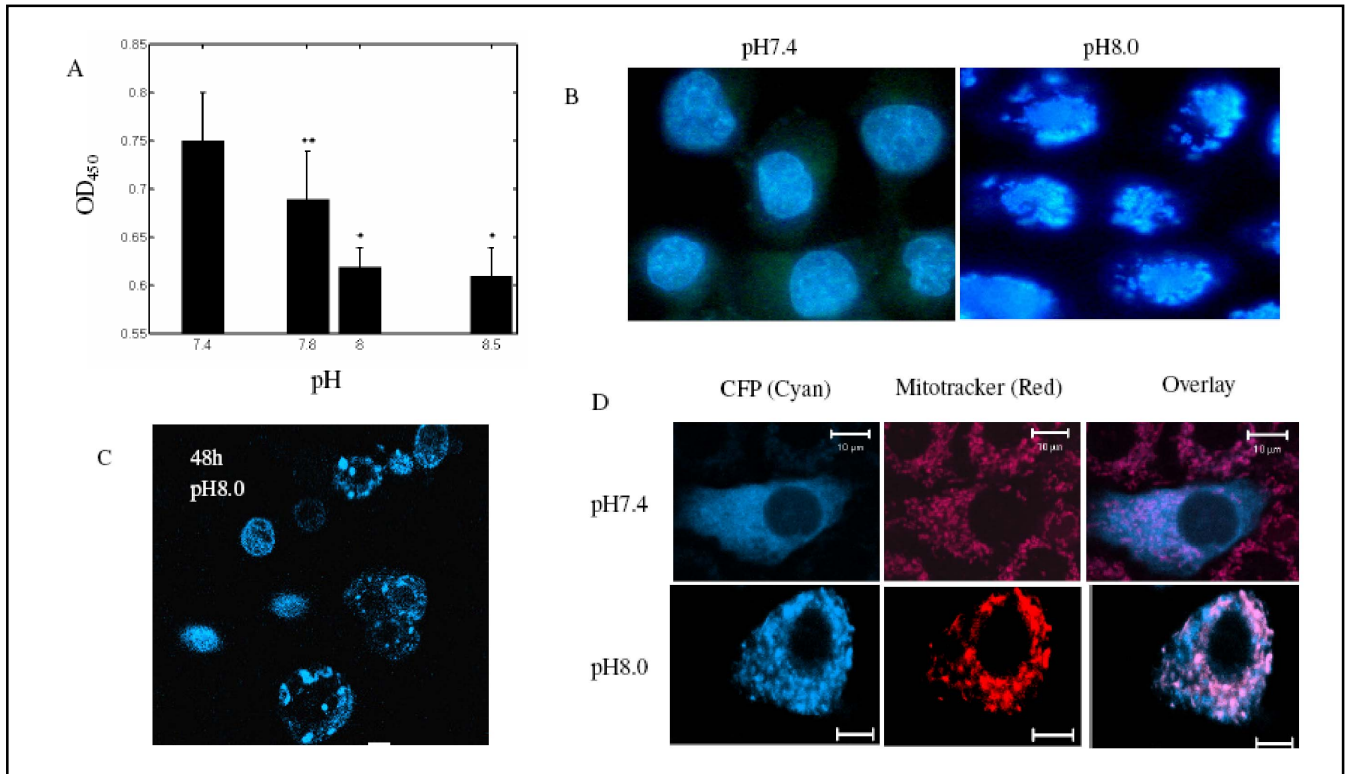 A
0.85
0.8
0.75
0.7
0.65
0.6
0.55
OD450
**
*
*
7.4 7.8 8 8.5
pH
B
pH7.4 pH8.0
C
48h
pH8.0
D
CFP (Cyan) Mitotracker (Red) Overlay
pH7.4
10 μm 10 μm 10 μm
pH8.0